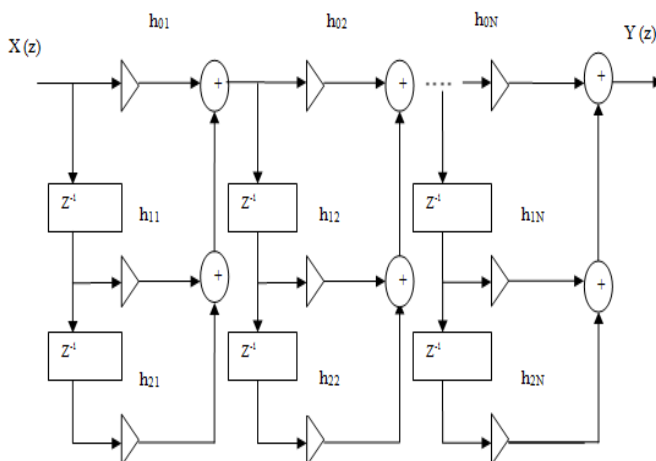 h01 h02 h0N
X (z) Y (z)
+ + .... +
Z-1 Z-1 Z-1
h11 h12 h1N
+ + +
Z-1 Z-1 Z-1
h21 h22 h2N